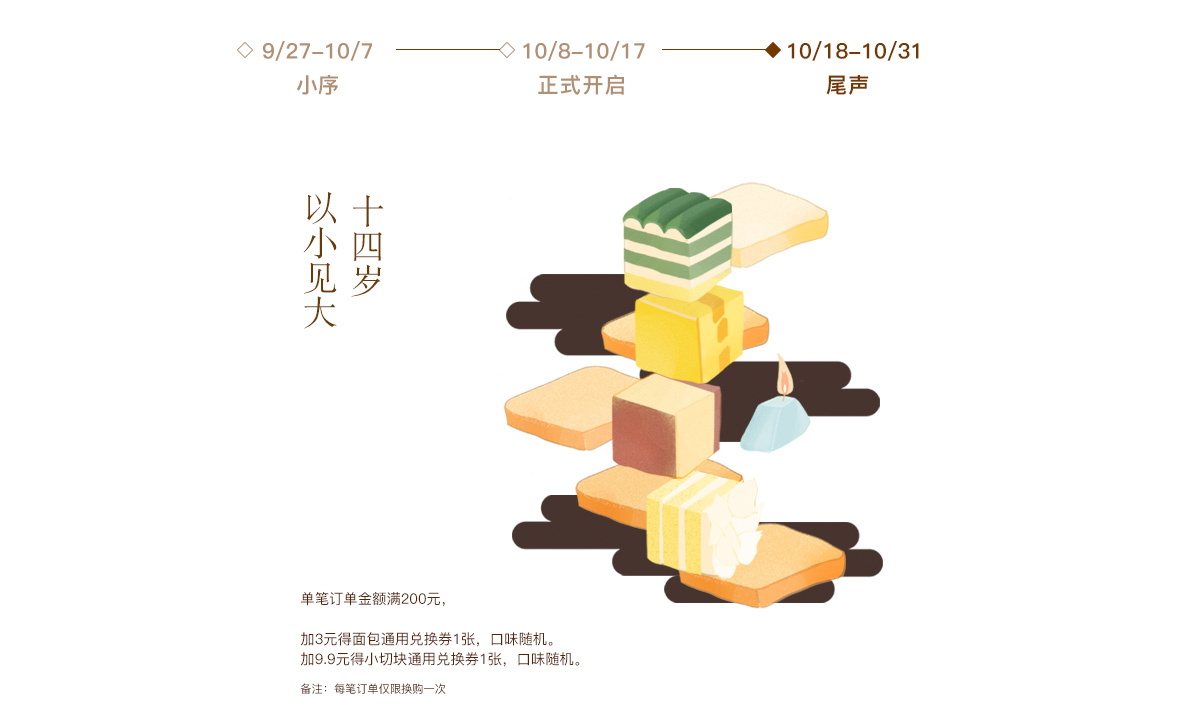 9/27-10/7
小序
10/8-10/17
正式开启
10/18-10/31
尾声
十四岁
以小见大
单笔订单金额满200元，
加3元得面包通用兑换券1张，口味随机。
加9.9元得小切块通用兑换券1张，口味随机。
备注：每笔订单仅限换购一次